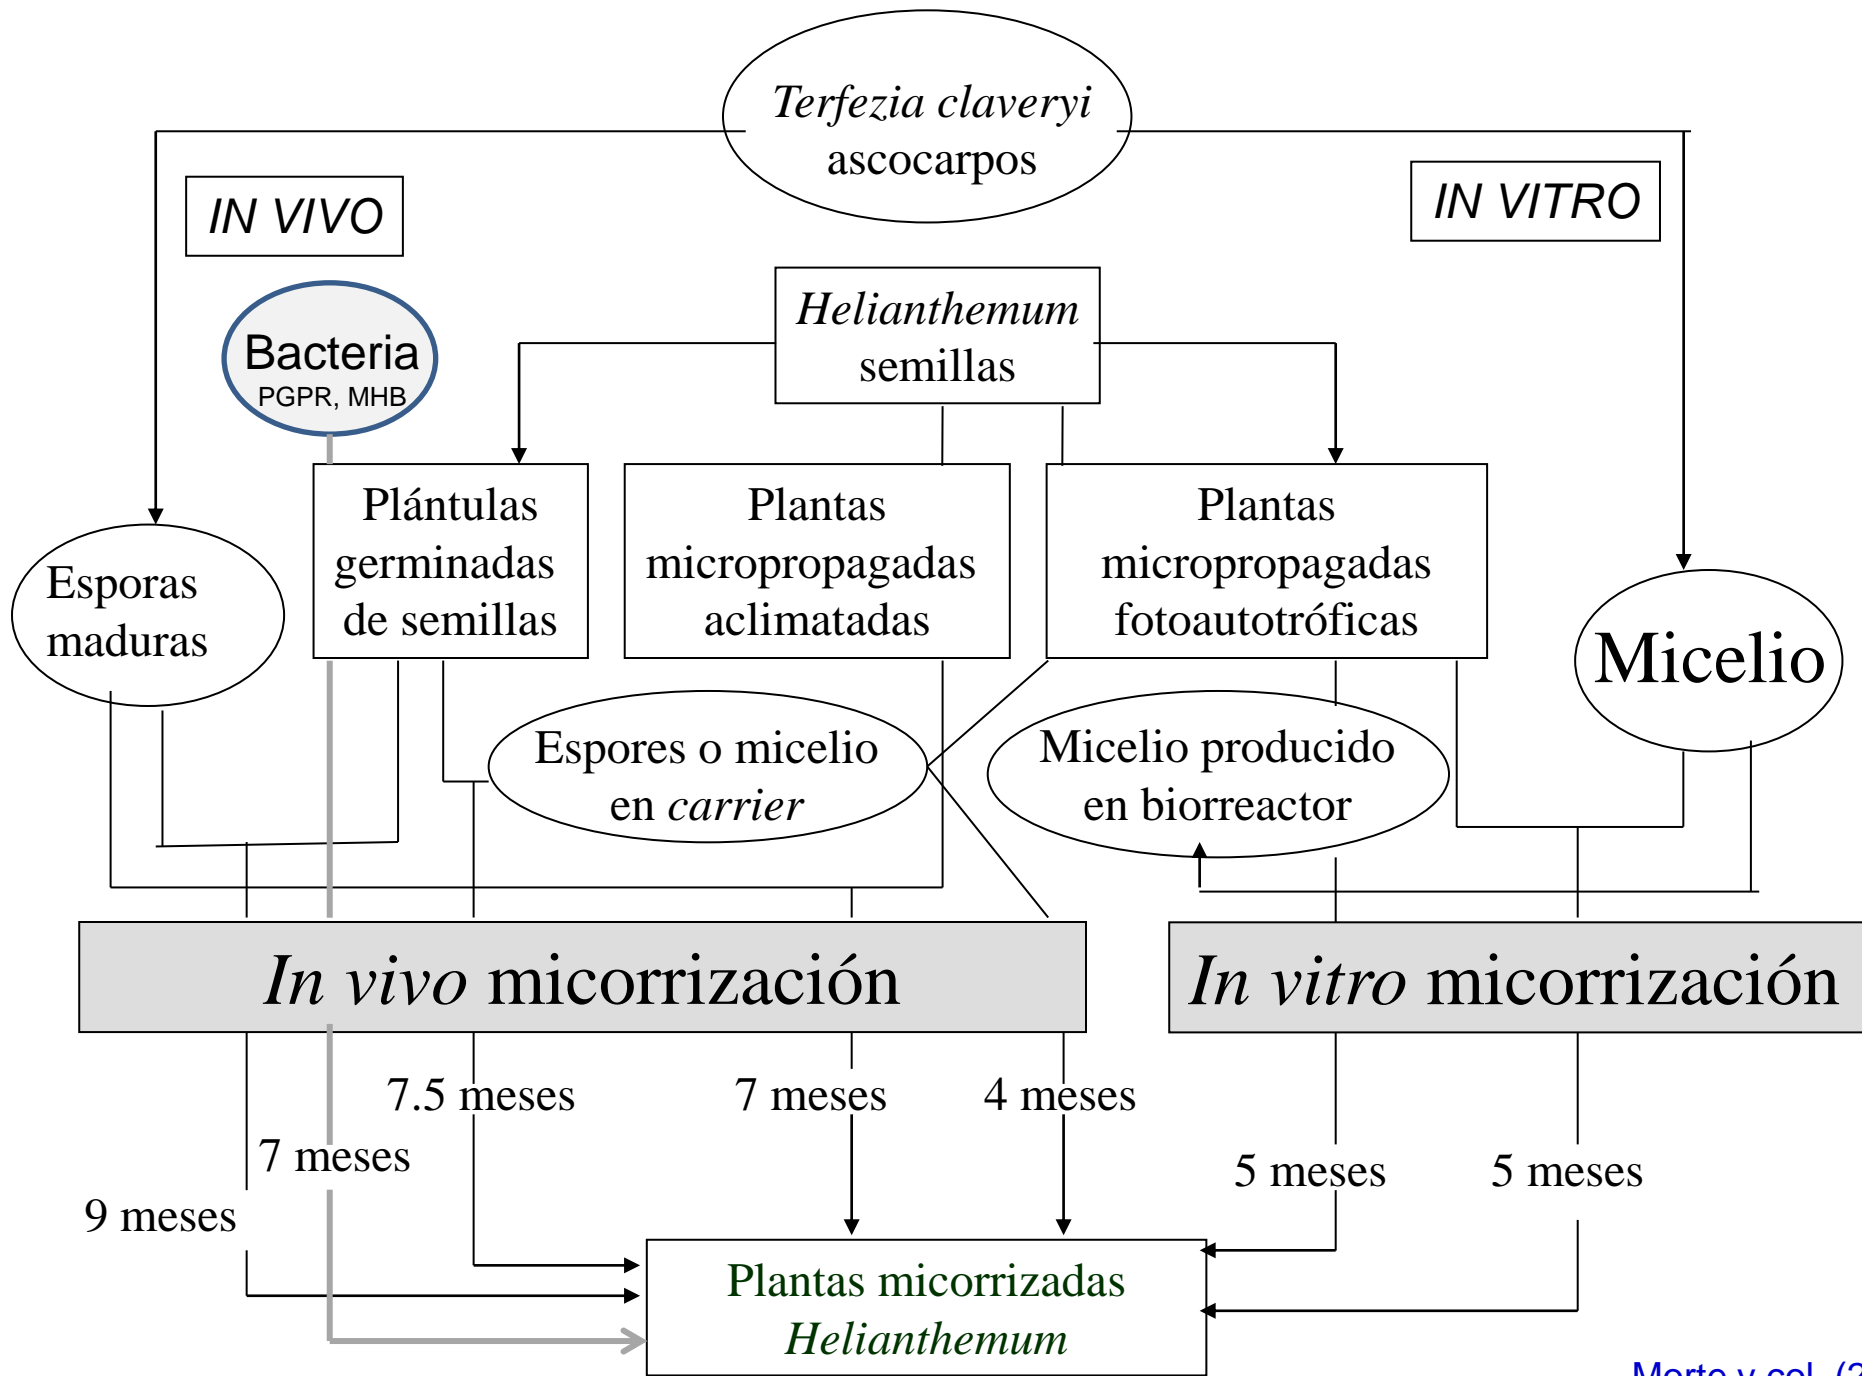 Terfezia claveryi
ascocarpos
IN VIVO
IN VITRO
Helianthemum
semillas
Bacteria
PGPR, MHB
Plántulas
germinadas
de semillas
Plantas
micropropagadas
aclimatadas
Plantas
micropropagadas
fotoautotróficas
Esporas
maduras
Micelio
Espores o micelio
en carrier
Micelio producido
en biorreactor
In vivo micorrización
In vitro micorrización
7.5 meses
7 meses
4 meses
7 meses
5 meses
5 meses
9 meses
Plantas micorrizadas
Helianthemum
Morte y col. (2